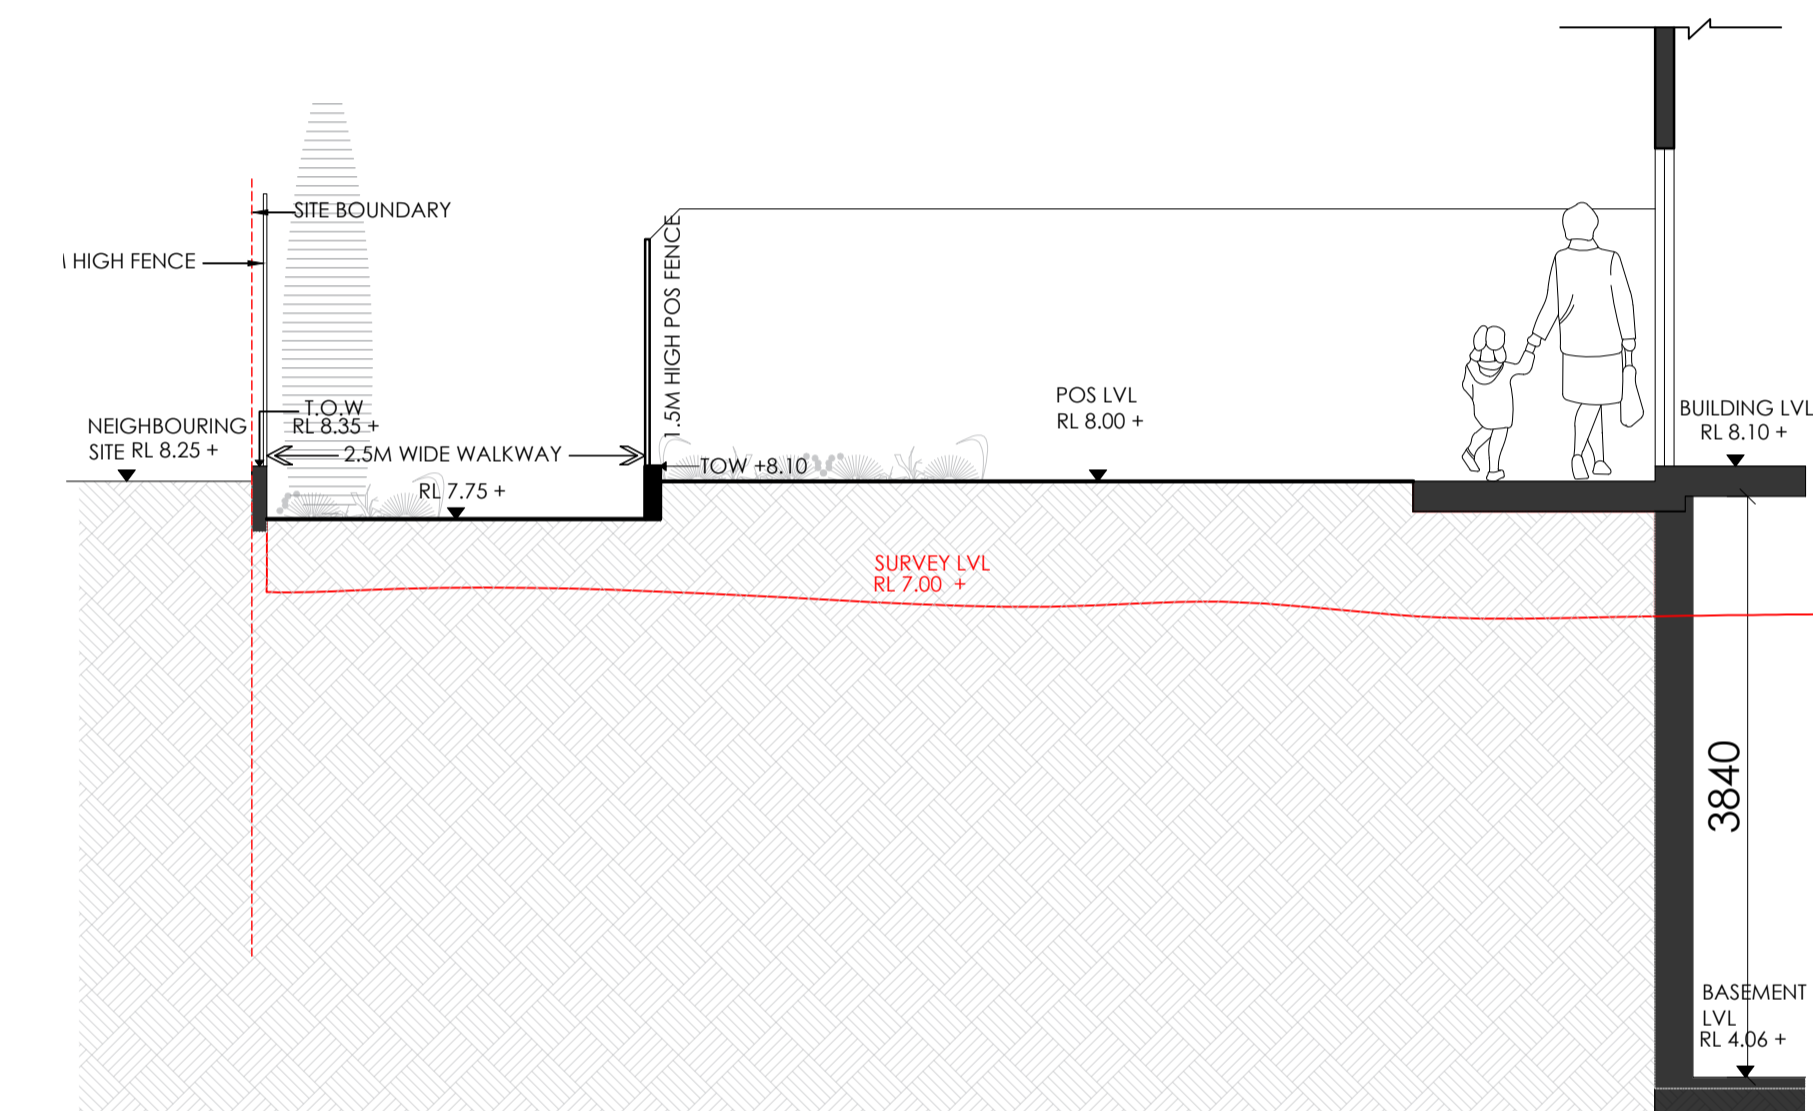 SITE BOUNDARY
HIGH FENCE
1.5M HIGH POS FENCE
T.O.W
RL 8.35 +
NEIGHBOURING
SITE RL 8.25 +
2.5M WIDE WALKWAY
RL 7.75 +
TOW +8.10
POS LVL
RL 8.00 +
BUILDING LVL
RL 8.10 +
SURVEY LVL
RL 7.00 +
3840
BASEMENT
LVL
RL 4.06 +